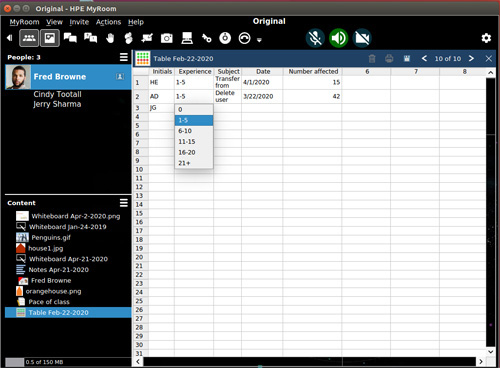 Original - HPE MyRoom
MyRoom View Invite Actions Help
Original
People: 3
Fred Browne
Cindy Tootall
Jerry Sharma
Content
Whiteboard Apr-2-2020.png
Whiteboard Jan-24-2019
Penguins.gif
house1.jpg
Whiteboard Apr-21-2020
Notes Apr-21-2020
Fred Browne
orangehouse.png
Pace of class
Table Feb-22-2020
0.5 of 150 MB
Table Feb-22-2020
10 of 10
Initials Experience Subject Date Number affected 6 7 8
1 HE 1-5 Transfer from 4/1/2020 15
2 AD 1-5 Delete user 3/22/2020 42
3 JG
0
1-5
6-10
11-15
16-20
21+
4
5
6
7
8
9
10
11
12
13
14
15
16
17
18
19
20
21
22
23
24
25
26
27
28
29
30
31